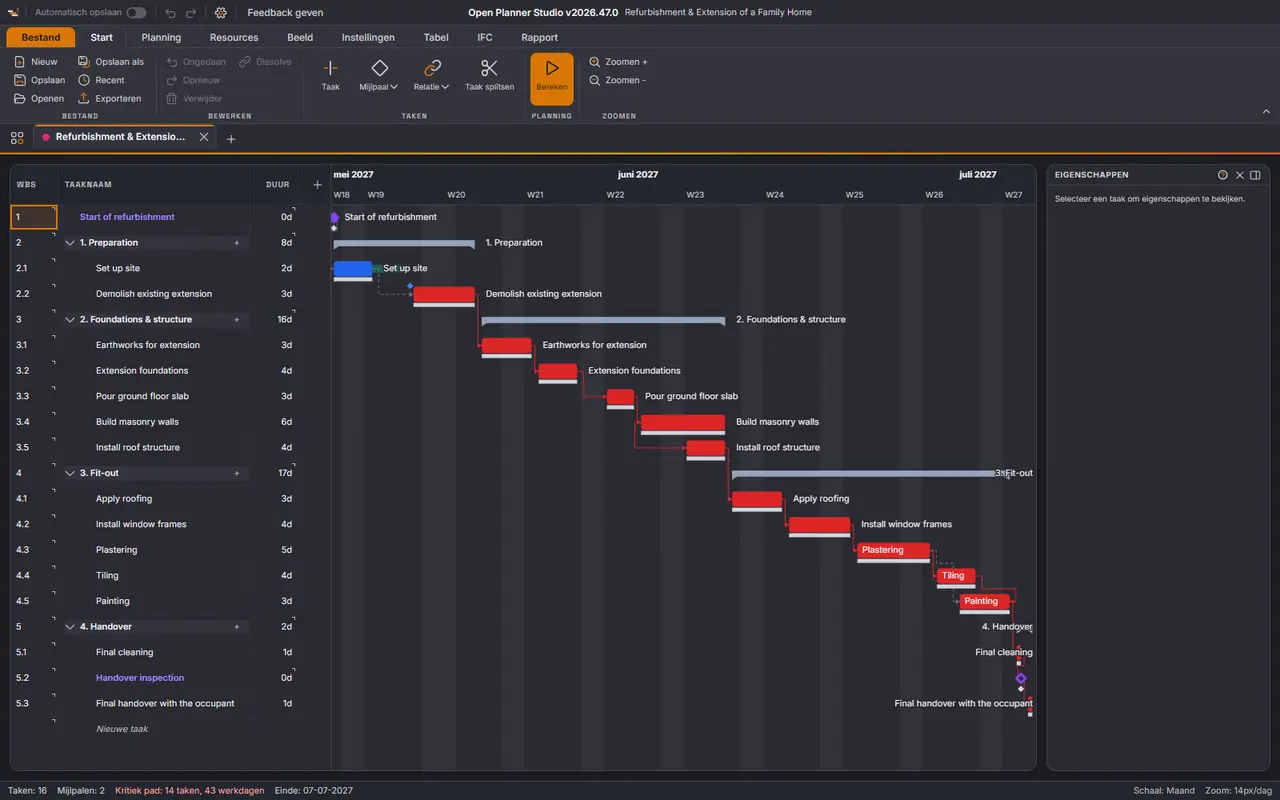 Automatisch opslaan
Feedback geven
Open Planner Studio v2026.47.0 Refurbishment & Extension of a Family Home
Bestand Start Planning Resources Beeld Instellingen Tabel IFC Rapport
Nieuw Opslaan als
Opslaan Recent
Openen Exporteren
BESTAND
Ongedaan Dissolve
Opnieuw
Verwijder
BEWERKEN
Taak Mijlpaal Relatie Taak splitsen
TAKEN
Bereken
PLANNING
Zoomen +
Zoomen -
ZOOMEN
Refurbishment & Extensio...
WBS TAAKNAAM DUUR
mei 2027 juni 2027 juli 2027
W18 W19 W20 W21 W22 W23 W24 W25 W26 W27
1 Start of refurbishment 0d Start of refurbishment
2 1. Preparation 8d 1. Preparation
2.1 Set up site 2d Set up site
2.2 Demolish existing extension 3d Demolish existing extension
3 2. Foundations & structure 16d 2. Foundations & structure
3.1 Earthworks for extension 3d Earthworks for extension
3.2 Extension foundations 4d Extension foundations
3.3 Pour ground floor slab 3d Pour ground floor slab
3.4 Build masonry walls 6d Build masonry walls
3.5 Install roof structure 4d Install roof structure
4 3. Fit-out 17d 3. Fit-out
4.1 Apply roofing 3d Apply roofing
4.2 Install window frames 4d Install window frames
4.3 Plastering 5d Plastering
4.4 Tiling 4d Tiling
4.5 Painting 3d Painting
5 4. Handover 2d 4. Handover
5.1 Final cleaning 1d Final cleaning
5.2 Handover inspection 0d
5.3 Final handover with the occupant 1d Final handover with the occupant
Nieuwe taak
EIGENSCHAPPEN
Selecteer een taak om eigenschappen te bekijken.
Taken: 16 Mijlpalen: 2 Kritiek pad: 14 taken, 43 werkdagen Einde: 07-07-2027
Schaal: Maand Zoom: 14px/dag